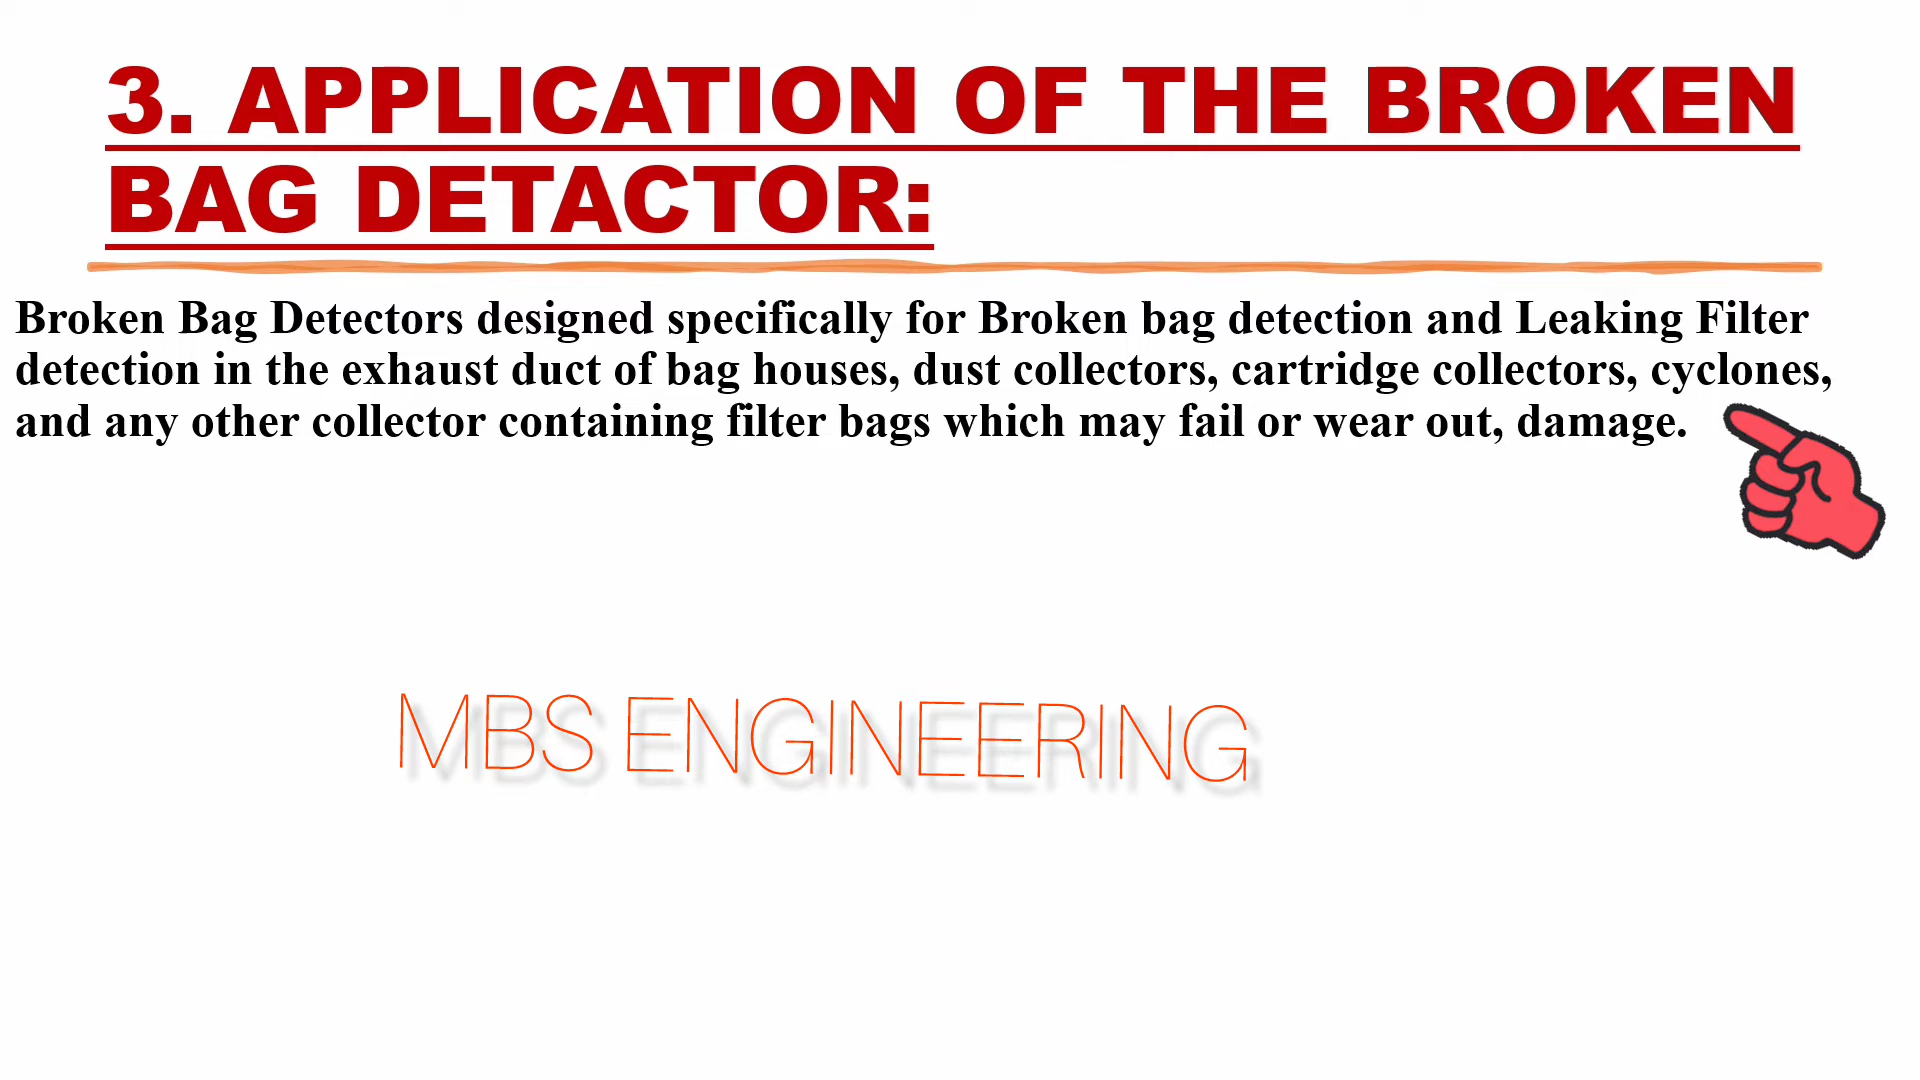 3. APPLICATION OF THE BROKEN
BAG DETACTOR:
Broken Bag Detectors designed specifically for Broken bag detection and Leaking Filter
detection in the exhaust duct of bag houses, dust collectors, cartridge collectors, cyclones,
and any other collector containing filter bags which may fail or wear out, damage.
MBS ENGINEERING